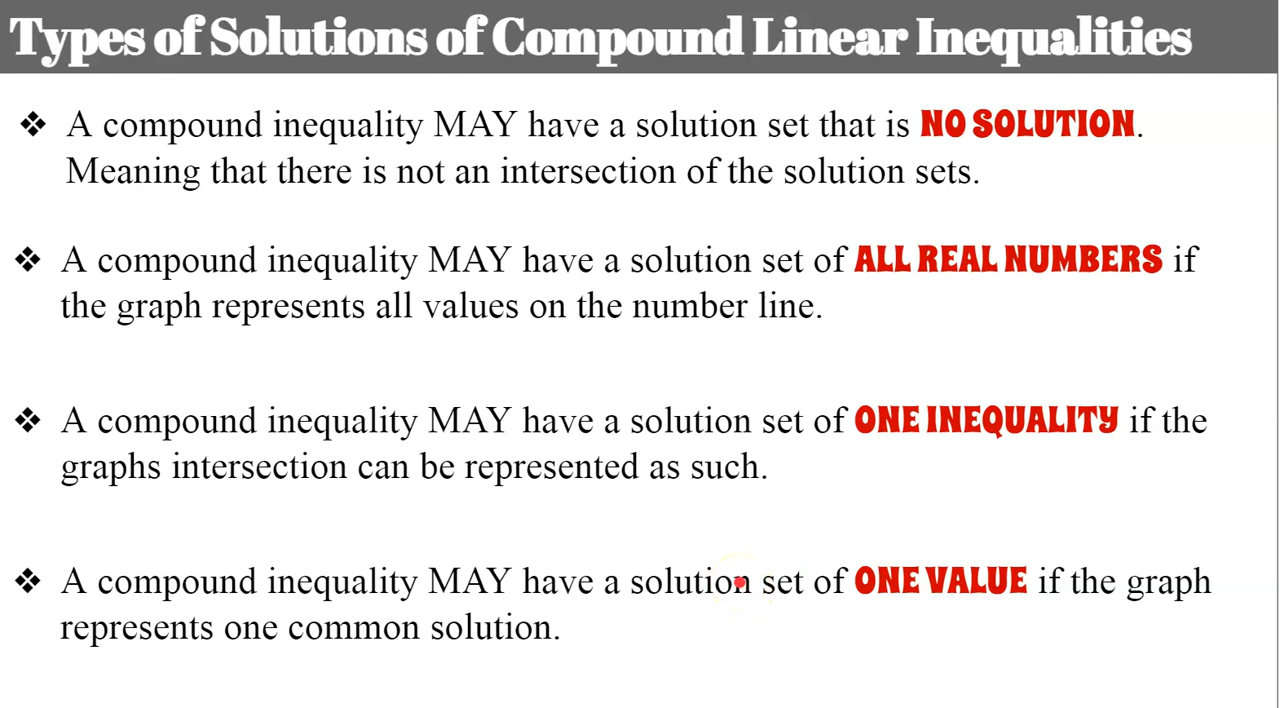 Types of Solutions of Compound Linear Inequalities
❖ A compound inequality MAY have a solution set that is NO SOLUTION.
Meaning that there is not an intersection of the solution sets.
❖ A compound inequality MAY have a solution set of ALL REAL NUMBERS if
the graph represents all values on the number line.
❖ A compound inequality MAY have a solution set of ONE INEQUALITY if the
graphs intersection can be represented as such.
❖ A compound inequality MAY have a solution set of ONE VALUE if the graph
represents one common solution.